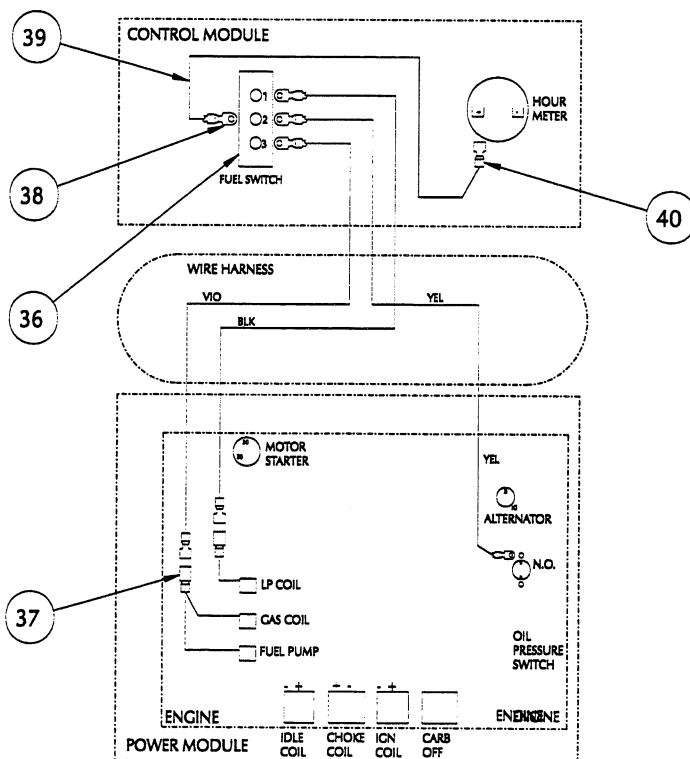 39
CONTROL MODULE
1
2
3
HOUR
METER
38
FUEL SWITCH
40
36
WIRE HARNESS
VIO
YEL
BLK
MOTOR
STARTER
YEL
ALTERNATOR
N.O.
37
LP COIL
GAS COIL
FUEL PUMP
OIL
PRESSURE
SWITCH
- +
+ -
- +
ENGINE
ENGINE
IDLE
COIL
CHOKE
COIL
IGN
COIL
CARB
OFF
POWER MODULE